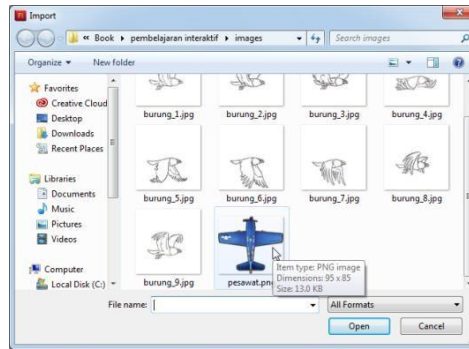 Import
« Book ▸ pembelajaran interaktif ▸ images
Search images
Organize
New folder
Favorites
Creative Cloud
Desktop
Downloads
Recent Places
Libraries
Documents
Music
Pictures
Videos
Computer
Local Disk (C:)
burung_1.jpg burung_2.jpg burung_3.jpg burung_4.jpg
burung_5.jpg burung_6.jpg burung_7.jpg burung_8.jpg
burung_9.jpg pesawat.png
Item type: PNG image
Dimensions: 95 x 85
Size: 13.0 KB
File name:
All Formats
Open Cancel